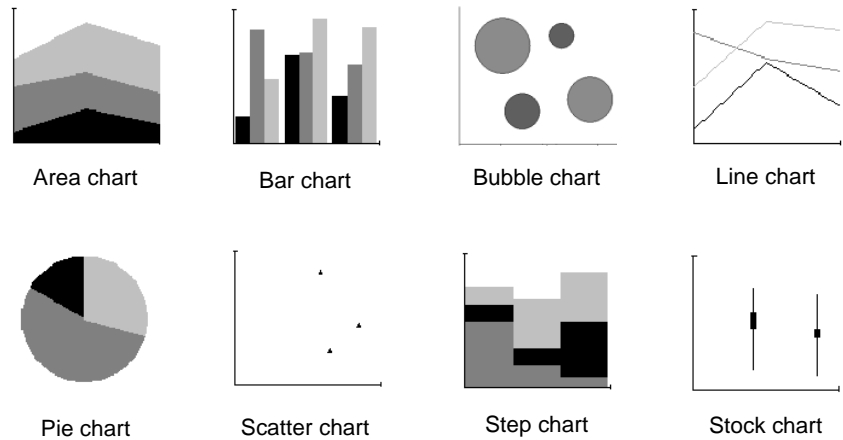 Area chart
Bar chart
Bubble chart
Line chart
Pie chart
Scatter chart
Step chart
Stock chart